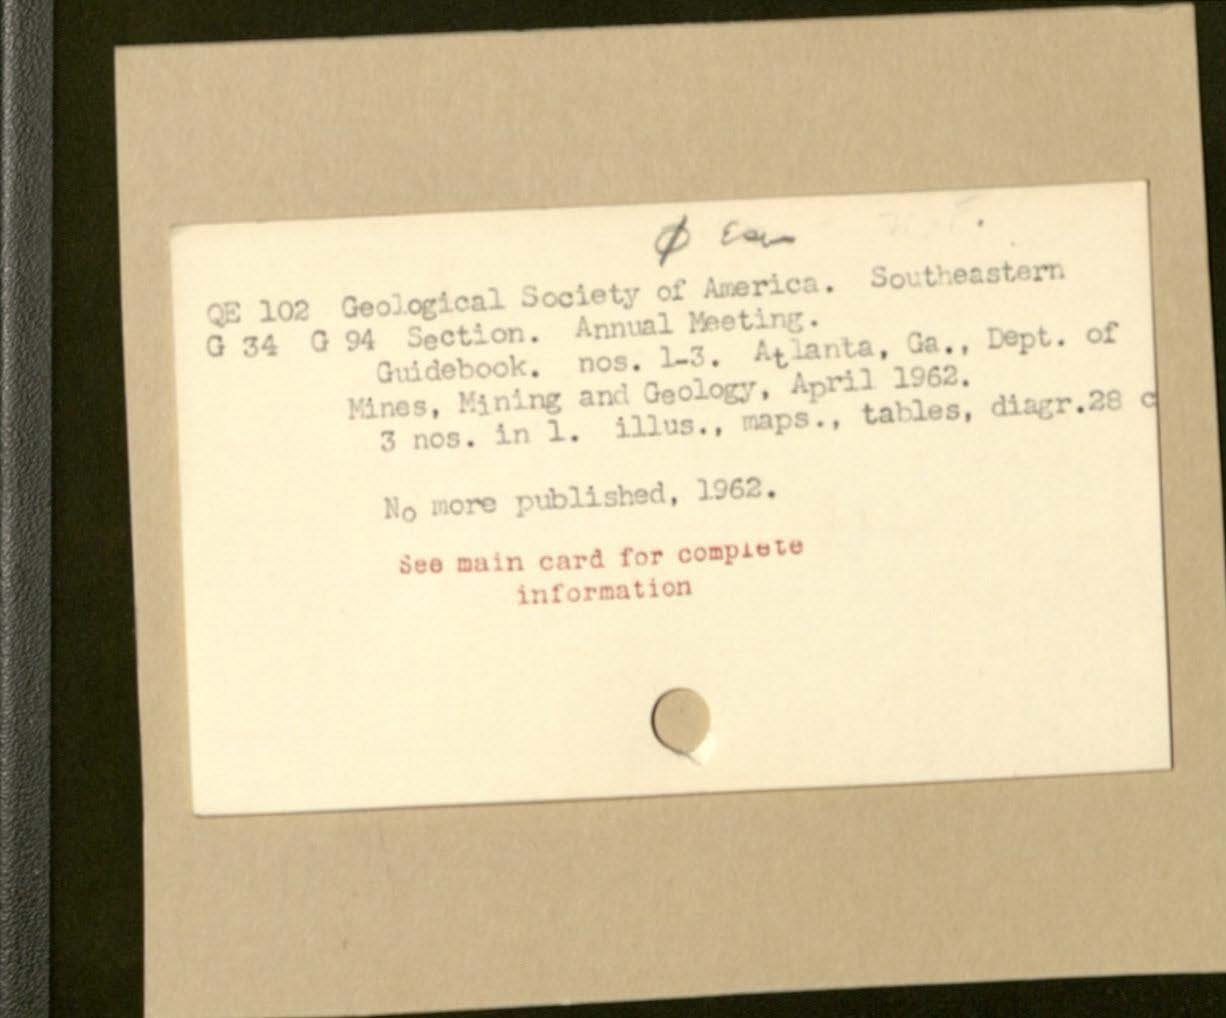 QE 102 Geological Society of America. Southeastern
G 34 G 94 Section. Annual Meeting.
Guidebook. nos. 1-3. Atlanta, Ga., Dept. of
Mines, Mining and Geology, April 1962.
3 nos. in 1. illus., maps., tables, diagr.28 c
No more published, 1962.
See main card for complete
information